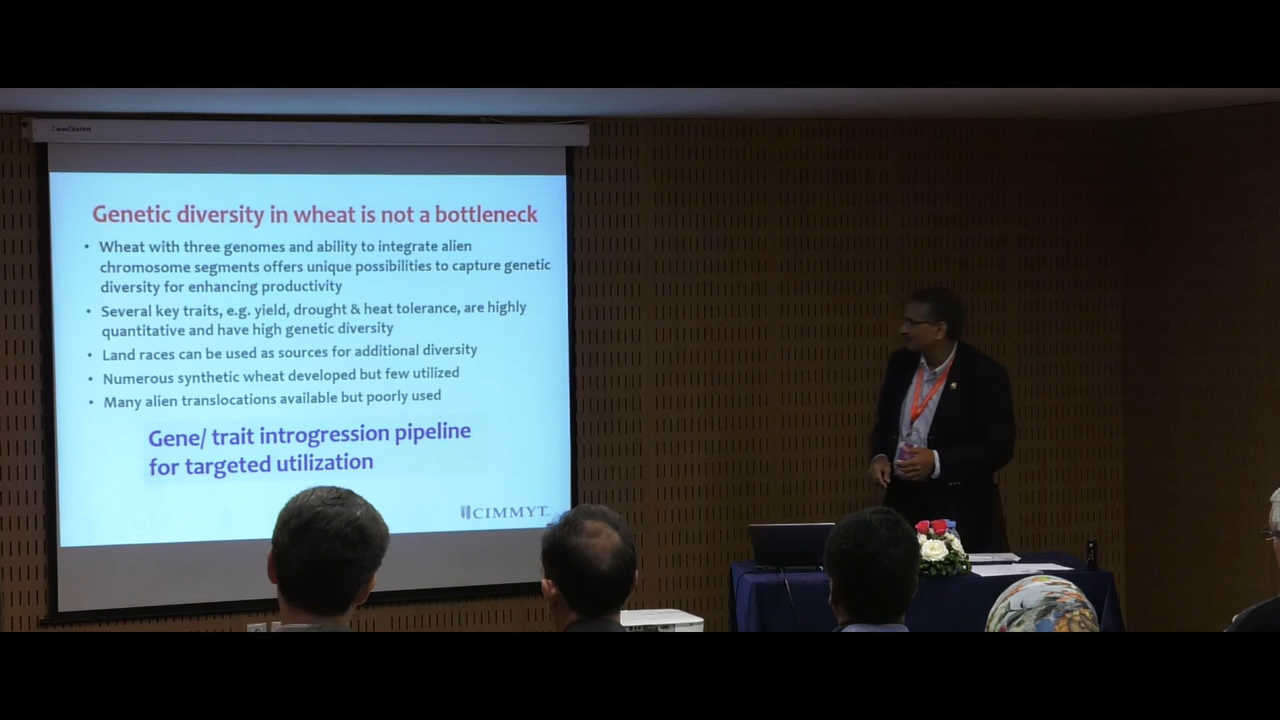 Genetic diversity in wheat is not a bottleneck
• Wheat with three genomes and ability to integrate alien
chromosome segments offers unique possibilities to capture genetic
diversity for enhancing productivity
• Several key traits, e.g. yield, drought & heat tolerance, are highly
quantitative and have high genetic diversity
• Land races can be used as sources for additional diversity
• Numerous synthetic wheat developed but few utilized
• Many alien translocations available but poorly used
Gene/ trait introgression pipeline
for targeted utilization
CIMMYT